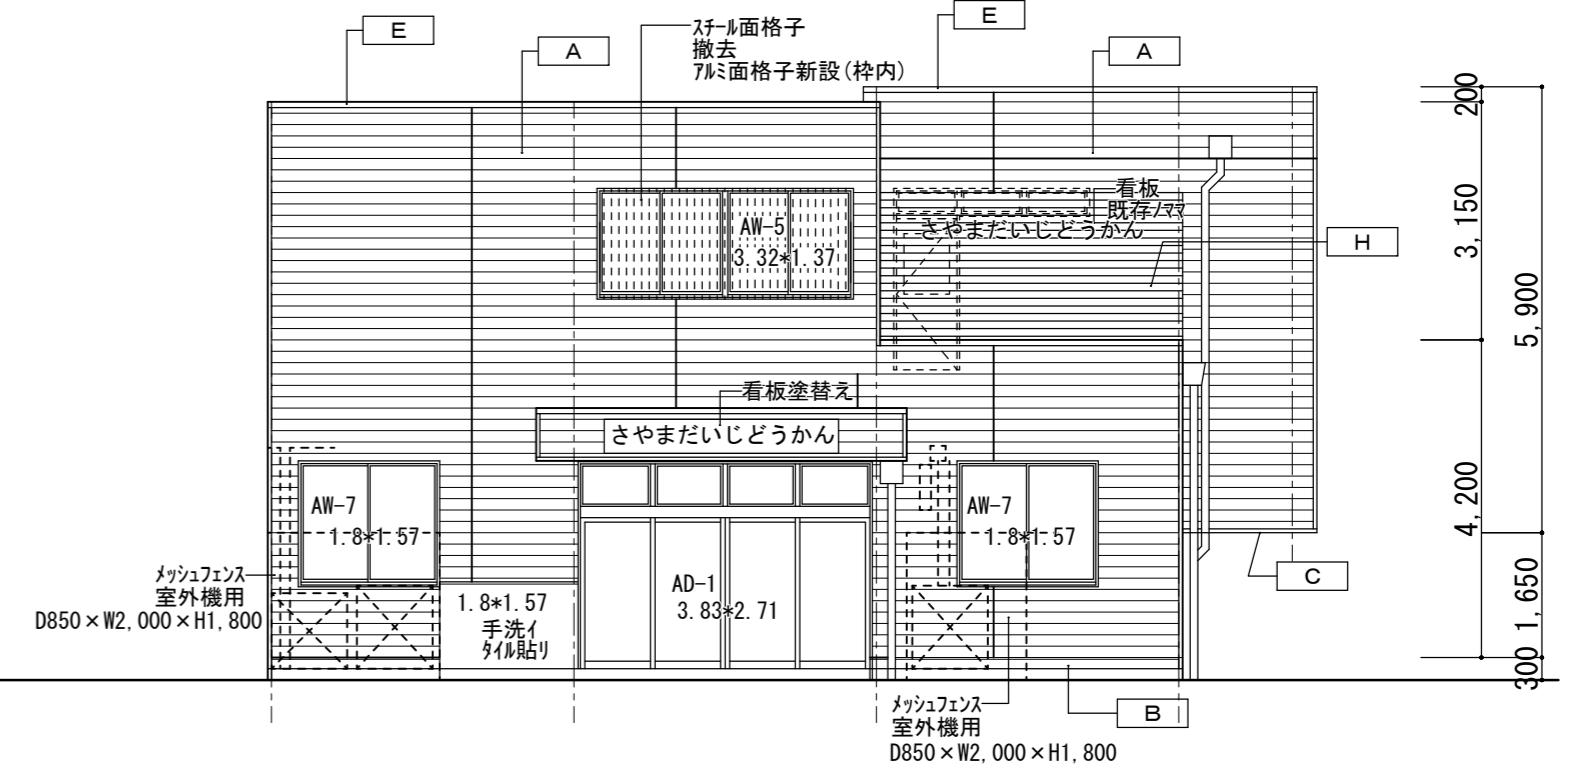 E
E
A
A
ｽﾁｰﾙ面格子
撤去
ｱﾙﾐ面格子新設(枠内)
200
看板
既存ﾉママ
さやまだいじどうかん
AW-5
3.32*1.37
H
3,150
5,900
看板塗替え
さやまだいじどうかん
AW-7
1.8*1.57
AW-7
1.8*1.57
4,200
ﾒｯｼｭﾌｪﾝｽ
室外機用
D850×W2,000×H1,800
1.8*1.57
手洗イ
ﾀｲﾙ貼リ
AD-1
3.83*2.71
C
1,650
300
ﾒｯｼｭﾌｪﾝｽ
室外機用
D850×W2,000×H1,800
B